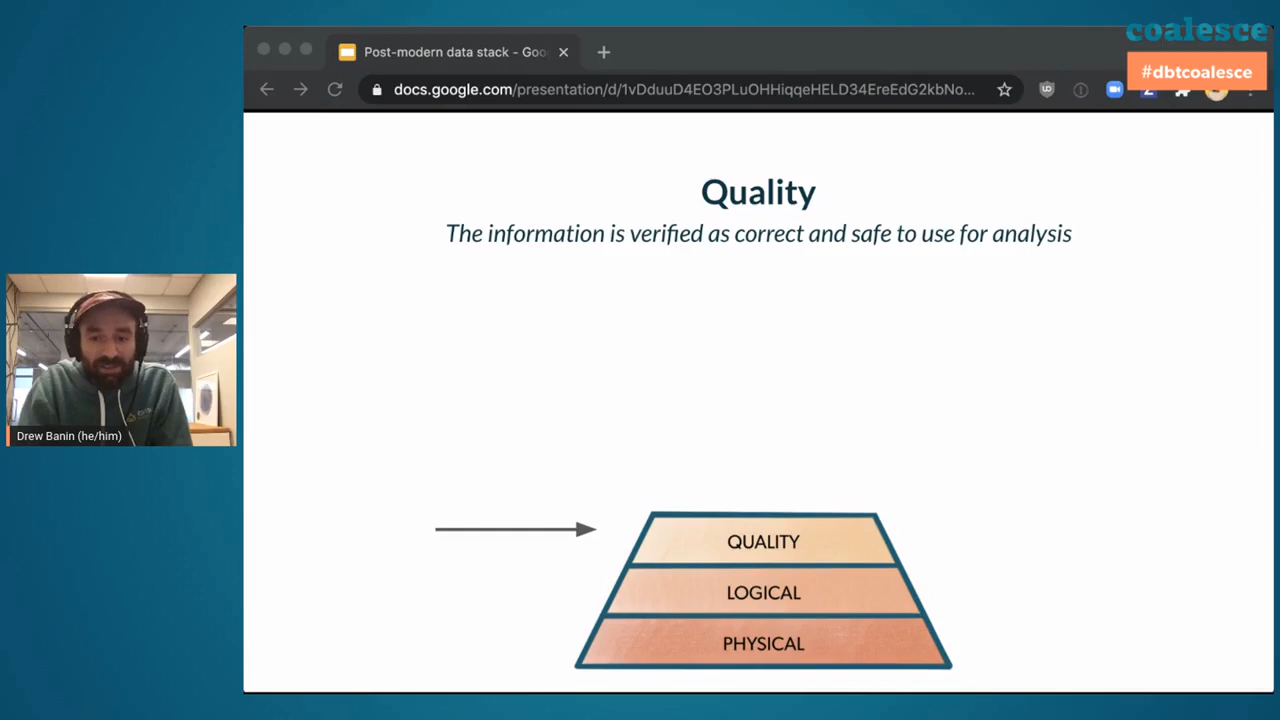 coalesce
#dbtcoalesce
Post-modern data stack - Goo
docs.google.com/presentation/d/1vDduuD4EO3PLuOHHiqqeHELD34EreEdG2kbNo...
Quality
The information is verified as correct and safe to use for analysis
Drew Banin (he/him)
QUALITY
LOGICAL
PHYSICAL